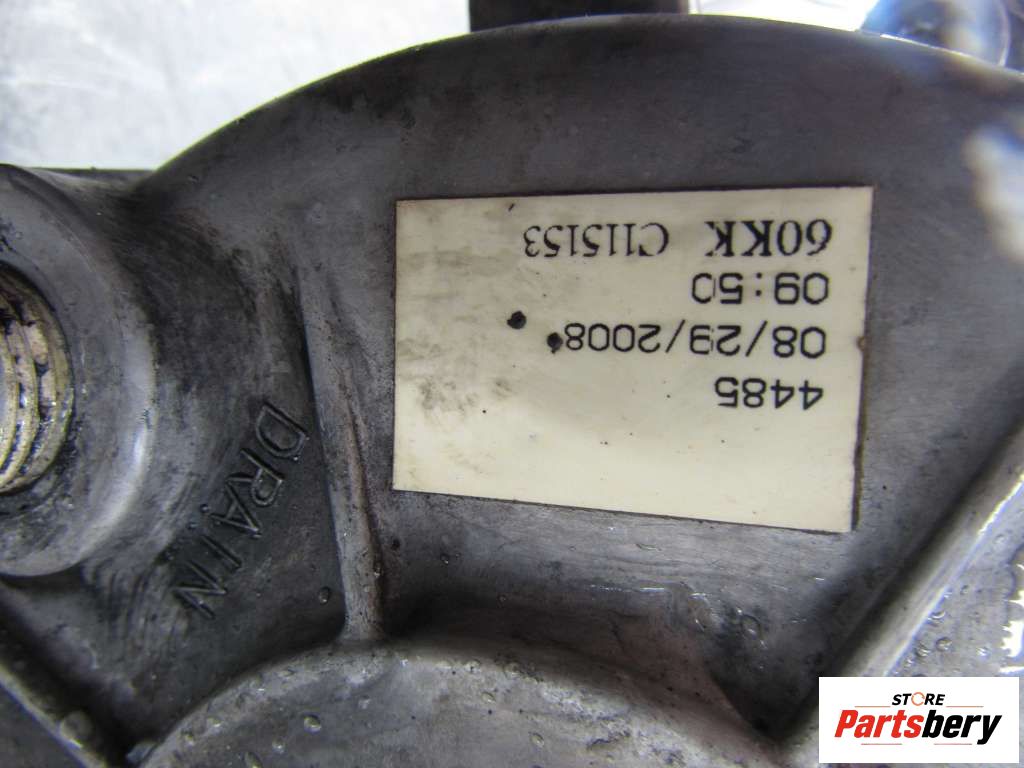 4485
08/29/2008
09:50
60KK C115153
DRAIN
STORE
Partsbery